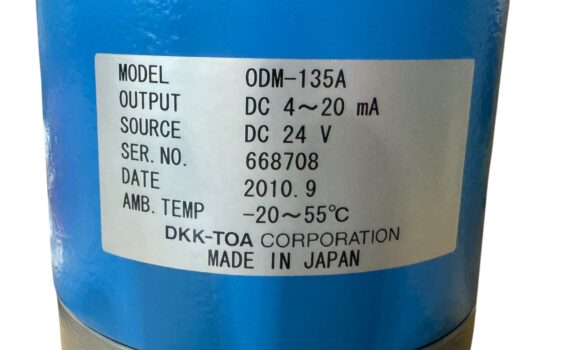 MODEL ODM-135A
OUTPUT DC 4～20 mA
SOURCE DC 24 V
SER. NO. 668708
DATE 2010. 9
AMB. TEMP -20～55℃
DKK-TOA CORPORATION
MADE IN JAPAN